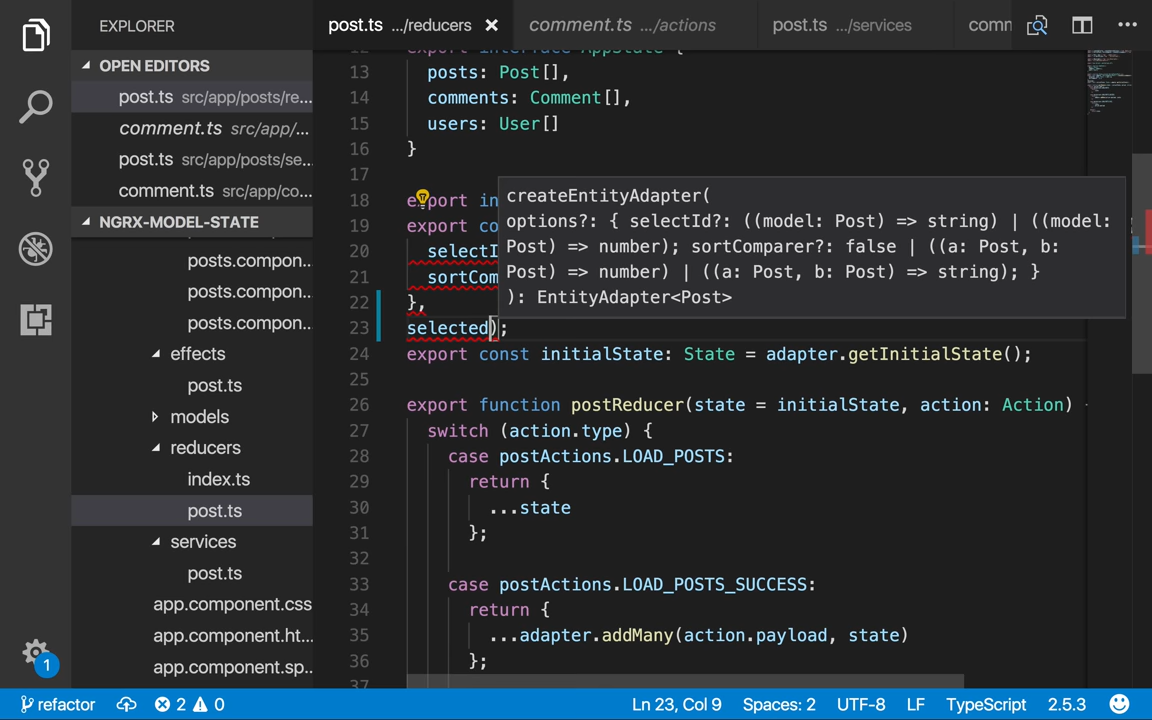 EXPLORER
post.ts .../reducers
comment.ts .../actions
post.ts .../services
comn
OPEN EDITORS
post.ts src/app/posts/re...
comment.ts src/app/...
post.ts src/app/posts/se...
comment.ts src/app/co...
NGRX-MODEL-STATE
posts.compon...
posts.compon...
posts.compon...
effects
post.ts
models
reducers
index.ts
post.ts
services
post.ts
app.component.css
app.component.ht...
app.component.sp...
1
12 export interface AppState {
13 posts: Post[],
14 comments: Comment[],
15 users: User[]
16 }
17
18 export in
19 export co
20 selectI
21 sortCom
22 },
23 selected);
24 export const initialState: State = adapter.getInitialState();
25
26 export function postReducer(state = initialState, action: Action)
27 switch (action.type) {
28 case postActions.LOAD_POSTS:
29 return {
30 ...state
31 };
32
33 case postActions.LOAD_POSTS_SUCCESS:
34 return {
35 ...adapter.addMany(action.payload, state)
36 };
37
createEntityAdapter(
options?: { selectId?: ((model: Post) => string) | ((model:
Post) => number); sortComparer?: false | ((a: Post, b:
Post) => number) | ((a: Post, b: Post) => string); }
): EntityAdapter<Post>
refactor
2
0
Ln 23, Col 9
Spaces: 2
UTF-8
LF
TypeScript
2.5.3